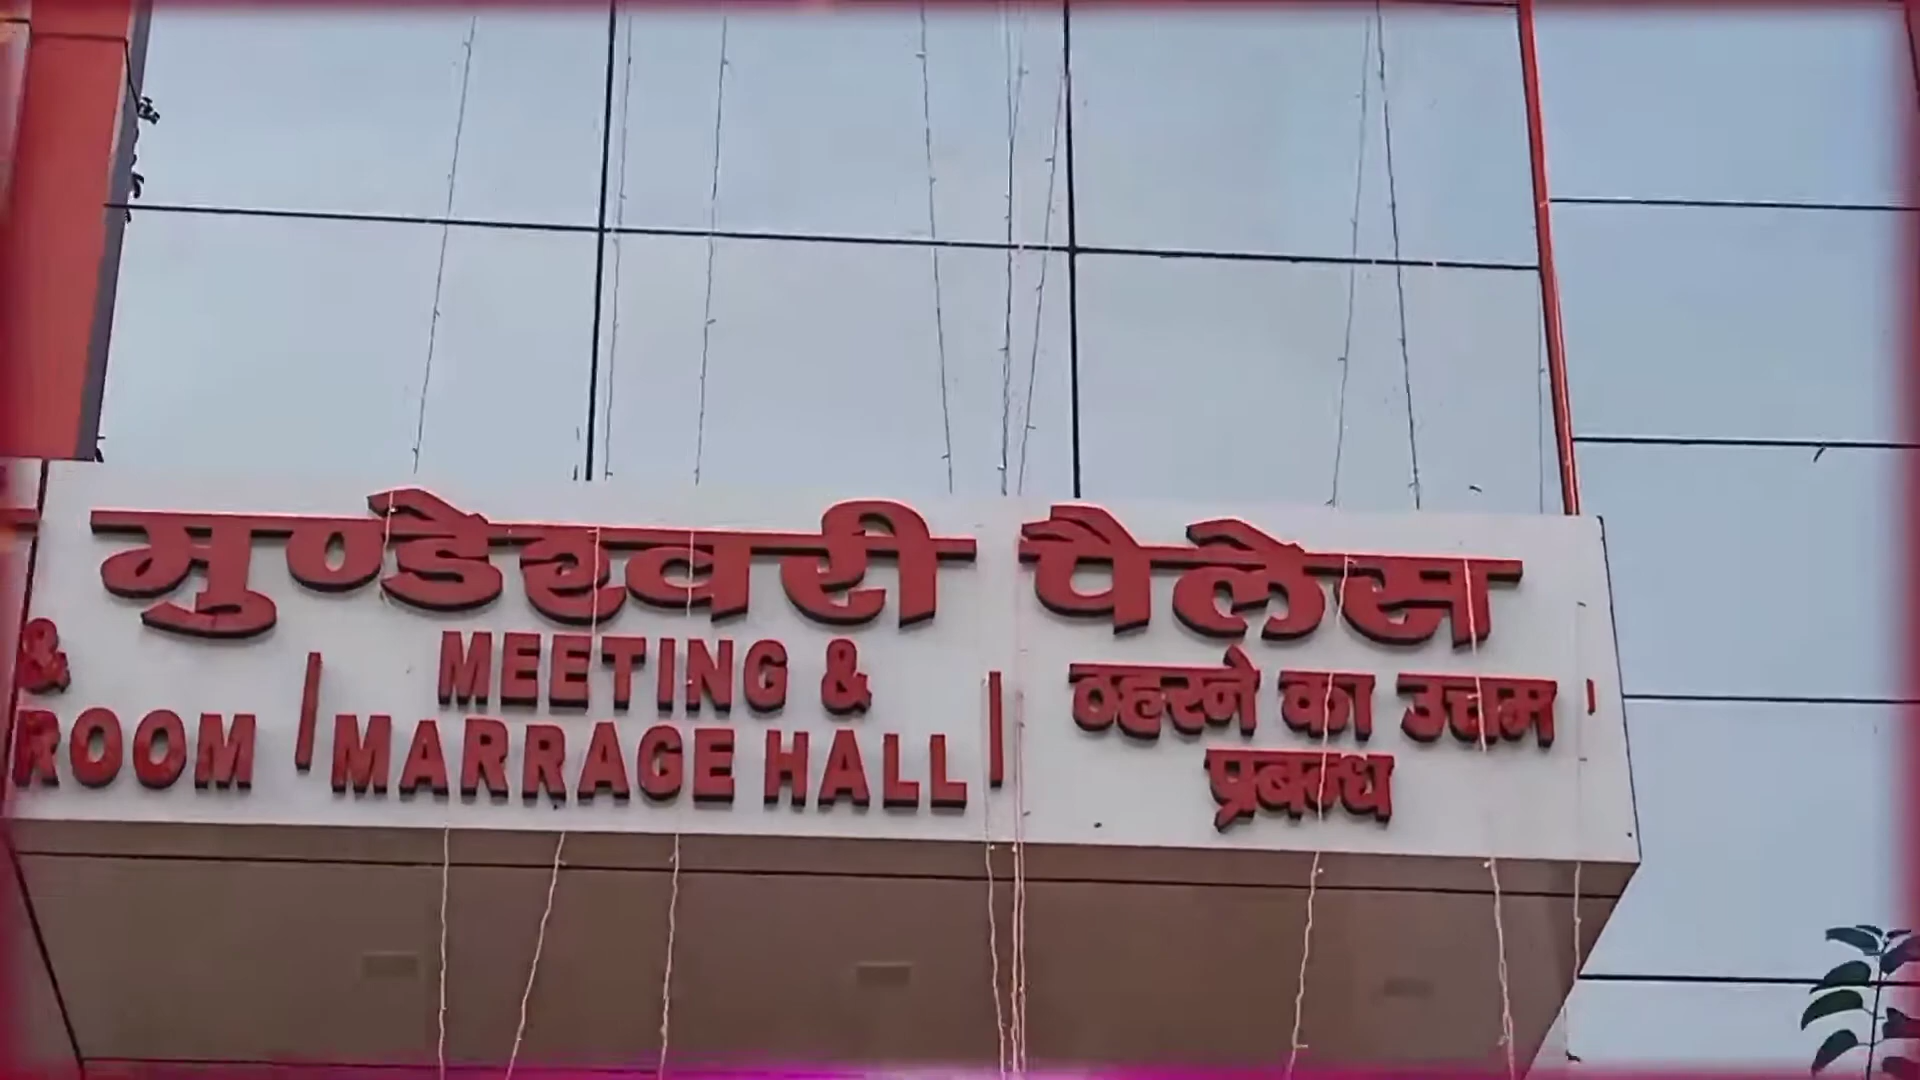 मुण्डेश्वरी पैलेस
&
ROOM
MEETING &
MARRAGE HALL
ठहरने का उत्तम
प्रबन्ध